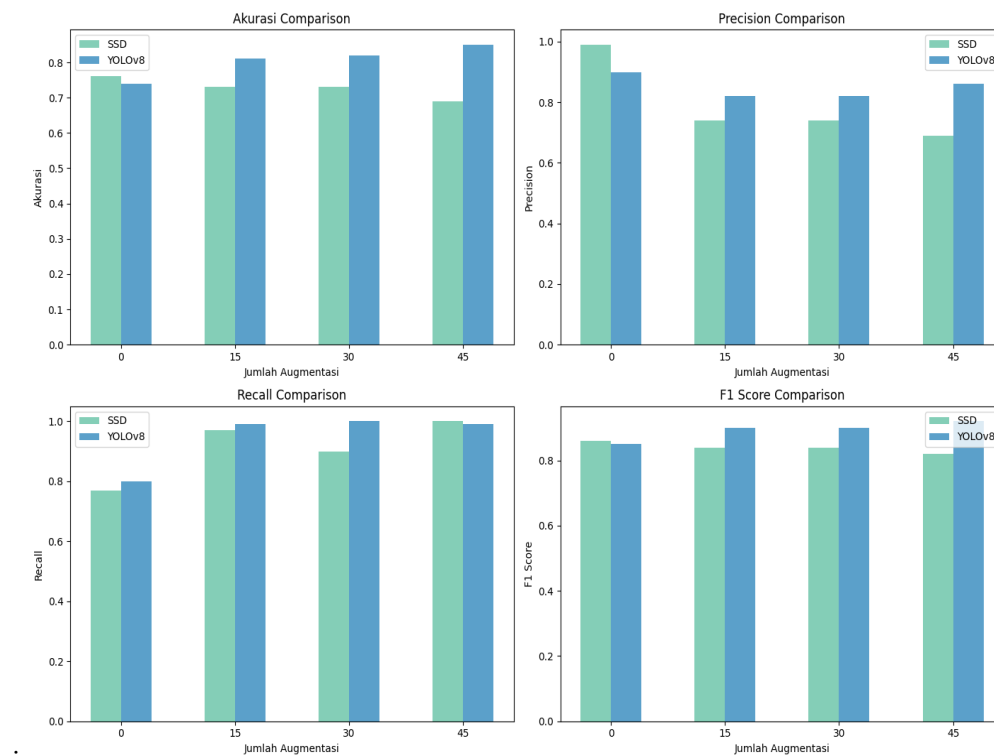 Akurasi Comparison
SSD
YOLOv8
0.8
0.7
0.6
0.5
0.4
0.3
0.2
0.1
0.0
Akurasi
0 15 30 45
Jumlah Augmentasi
Precision Comparison
SSD
YOLOv8
1.0
0.8
0.6
0.4
0.2
0.0
Precision
0 15 30 45
Jumlah Augmentasi
Recall Comparison
SSD
YOLOv8
1.0
0.8
0.6
0.4
0.2
0.0
Recall
0 15 30 45
Jumlah Augmentasi
F1 Score Comparison
SSD
YOLOv8
0.8
0.6
0.4
0.2
0.0
F1 Score
0 15 30 45
Jumlah Augmentasi
.